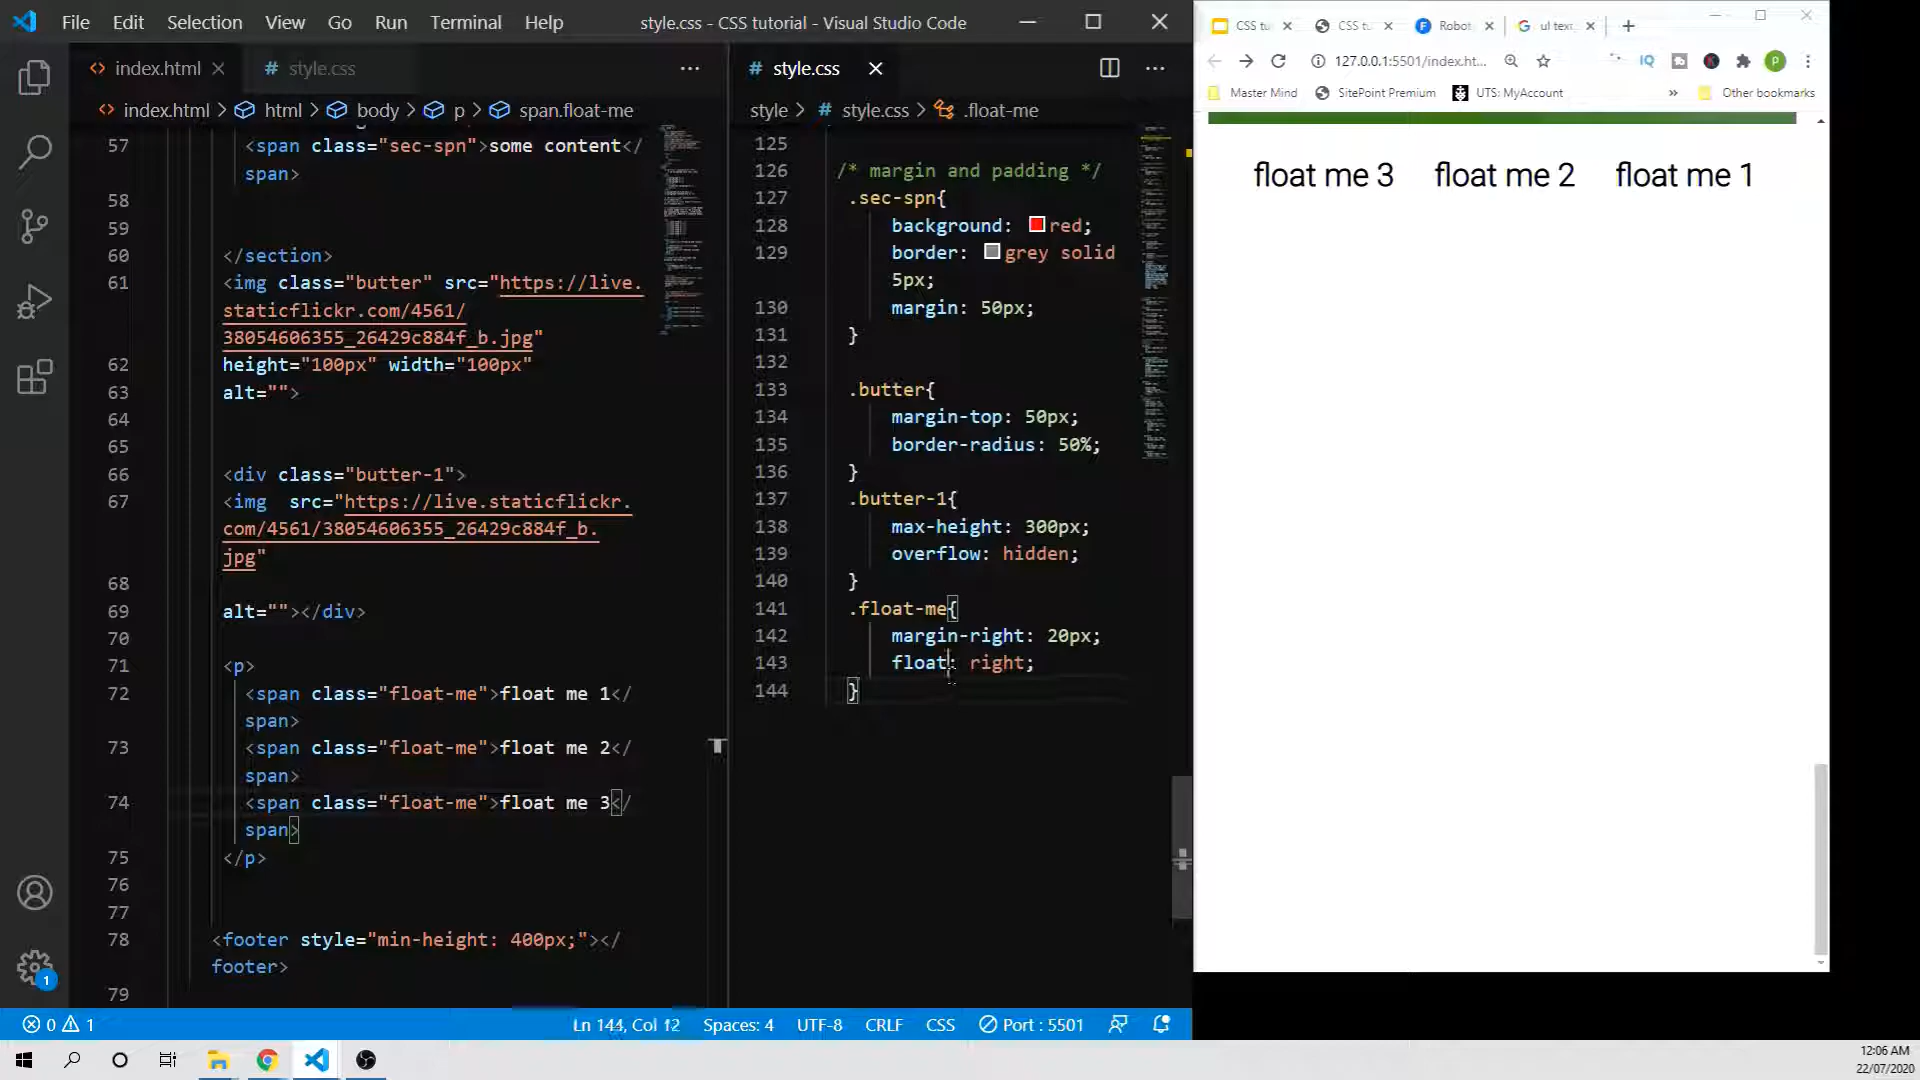 File Edit Selection View Go Run Terminal Help
style.css - CSS tutorial - Visual Studio Code
index.html
# style.css
index.html > html > body > p > span.float-me
57 <span class="sec-spn">some content</
span>
58
59
60 </section>
61 <img class="butter" src="https://live.
staticflickr.com/4561/
38054606355_26429c884f_b.jpg"
62 height="100px" width="100px"
63 alt="">
64
65
66 <div class="butter-1">
67 <img  src="https://live.staticflickr.
com/4561/38054606355_26429c884f_b.
jpg"
68
69 alt=""></div>
70
71 <p>
72 <span class="float-me">float me 1</
span>
73 <span class="float-me">float me 2</
span>
74 <span class="float-me">float me 3</
span>
75 </p>
76
77
78 <footer style="min-height: 400px;"></
footer>
79
# style.css
style > # style.css > .float-me
125
126 /* margin and padding */
127 .sec-spn{
128 background: red;
129 border: grey solid
5px;
130 margin: 50px;
131 }
132
133 .butter{
134 margin-top: 50px;
135 border-radius: 50%;
136 }
137 .butter-1{
138 max-height: 300px;
139 overflow: hidden;
140 }
141 .float-me{
142 margin-right: 20px;
143 float: right;
144 }
1
0 1
Ln 144, Col 12 Spaces: 4 UTF-8 CRLF CSS Port : 5501
CSS tu CSS tu Robot ul text
127.0.0.1:5501/index.ht...
IQ
P
Master Mind SitePoint Premium UTS: MyAccount » Other bookmarks
float me 3 float me 2 float me 1
12:06 AM
22/07/2020